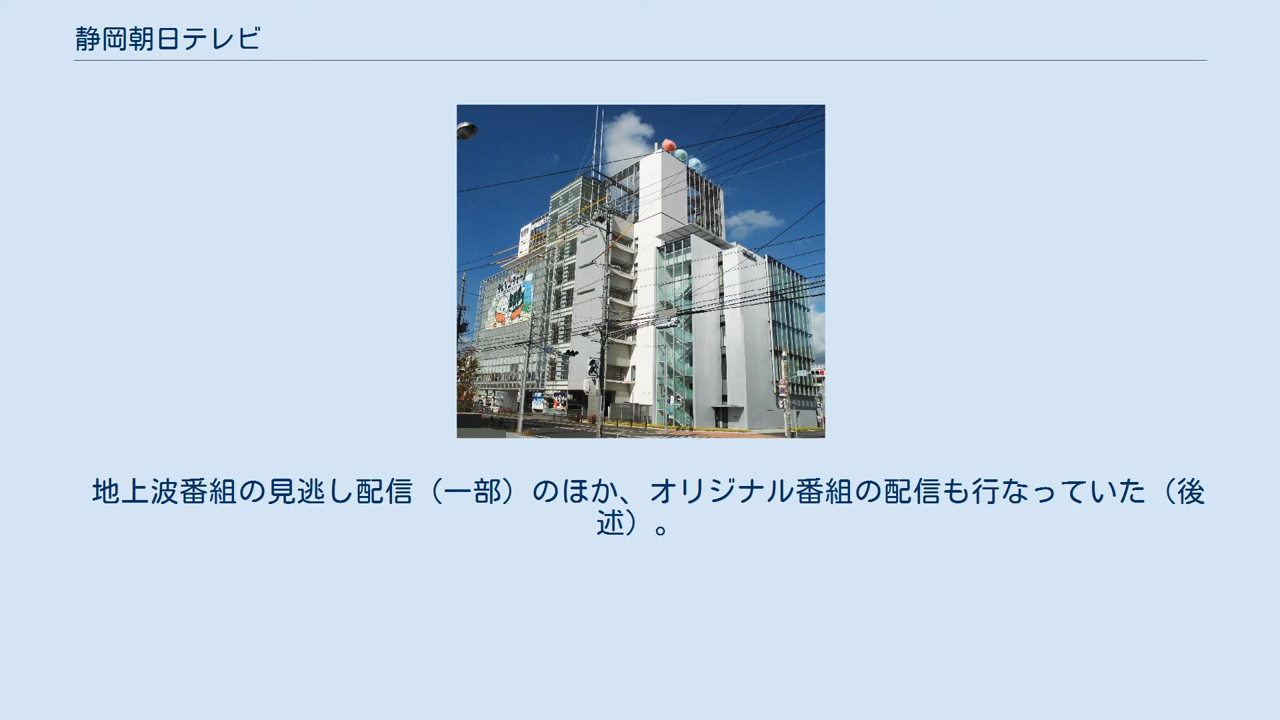 静岡朝日テレビ
地上波番組の見逃し配信（一部）のほか、オリジナル番組の配信も行なっていた（後
述）。